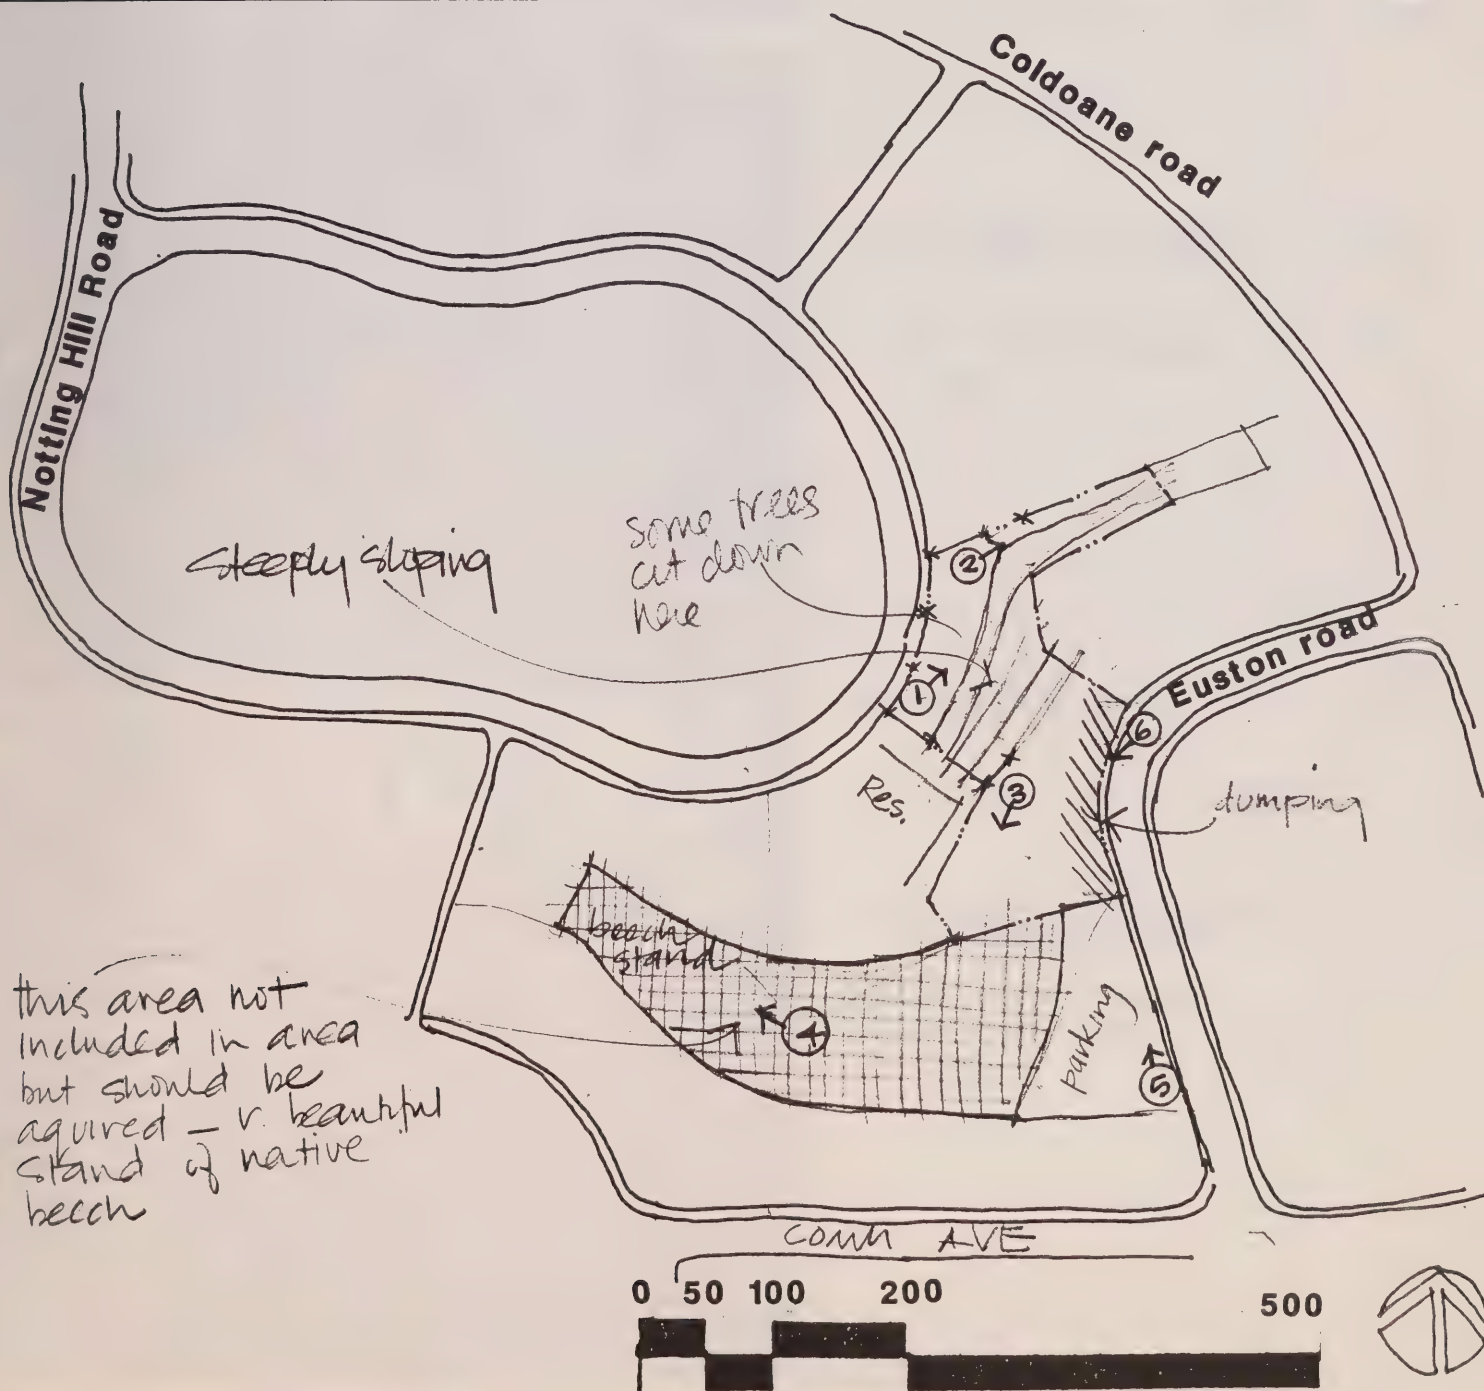 Coldoane road
Notting Hill Road
steeply sloping
some trees
cut down
here
2
1
Euston road
6
Res.
3
dumping
beech
stand
4
parking
5
this area not
included in area
but should be
aquired – v. beautiful
stand of native
beech
AVE
0 50 100 200 500